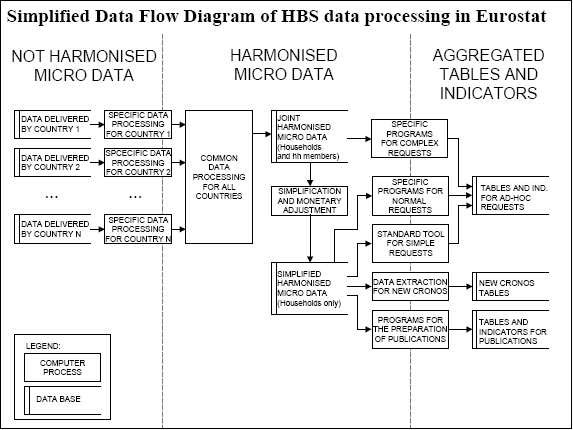 Simplified Data Flow Diagram of HBS data processing in Eurostat
NOT HARMONISED
MICRO DATA
HARMONISED
MICRO DATA
AGGREGATED
TABLES AND
INDICATORS
DATA DELIVERED
BY COUNTRY 1
SPECIFIC DATA
PROCESSING
FOR COUNTRY 1
DATA DELIVERED
BY COUNTRY 2
SPCECIFIC DATA
PROCESSING
FOR COUNTRY 2
...
...
DATA DELIVERED
BY COUNTRY N
SPECIFIC DATA
PROCESSING
FOR COUNTRY N
COMMON
DATA
PROCESSING
FOR ALL
COUNTRIES
JOINT
HARMONISED
MICRO DATA
(Households
and hh members)
SIMPLIFICATION
AND MONETARY
ADJUSTMENT
SIMPLIFIED
HARMONISED
MICRO DATA
(Households only)
SPECIFIC
PROGRAMS
FOR COMPLEX
REQUESTS
SPECIFIC
PROGRAMS FOR
NORMAL
REQUESTS
STANDARD TOOL
FOR SIMPLE
REQUESTS
DATA EXTRACTION
FOR NEW CRONOS
PROGRAMS FOR
THE PREPARATION
OF PUBLICATIONS
TABLES AND IND.
FOR AD-HOC
REQUESTS
NEW CRONOS
TABLES
TABLES AND
INDICATORS FOR
PUBLICATIONS
LEGEND:
COMPUTER
PROCESS
DATA BASE